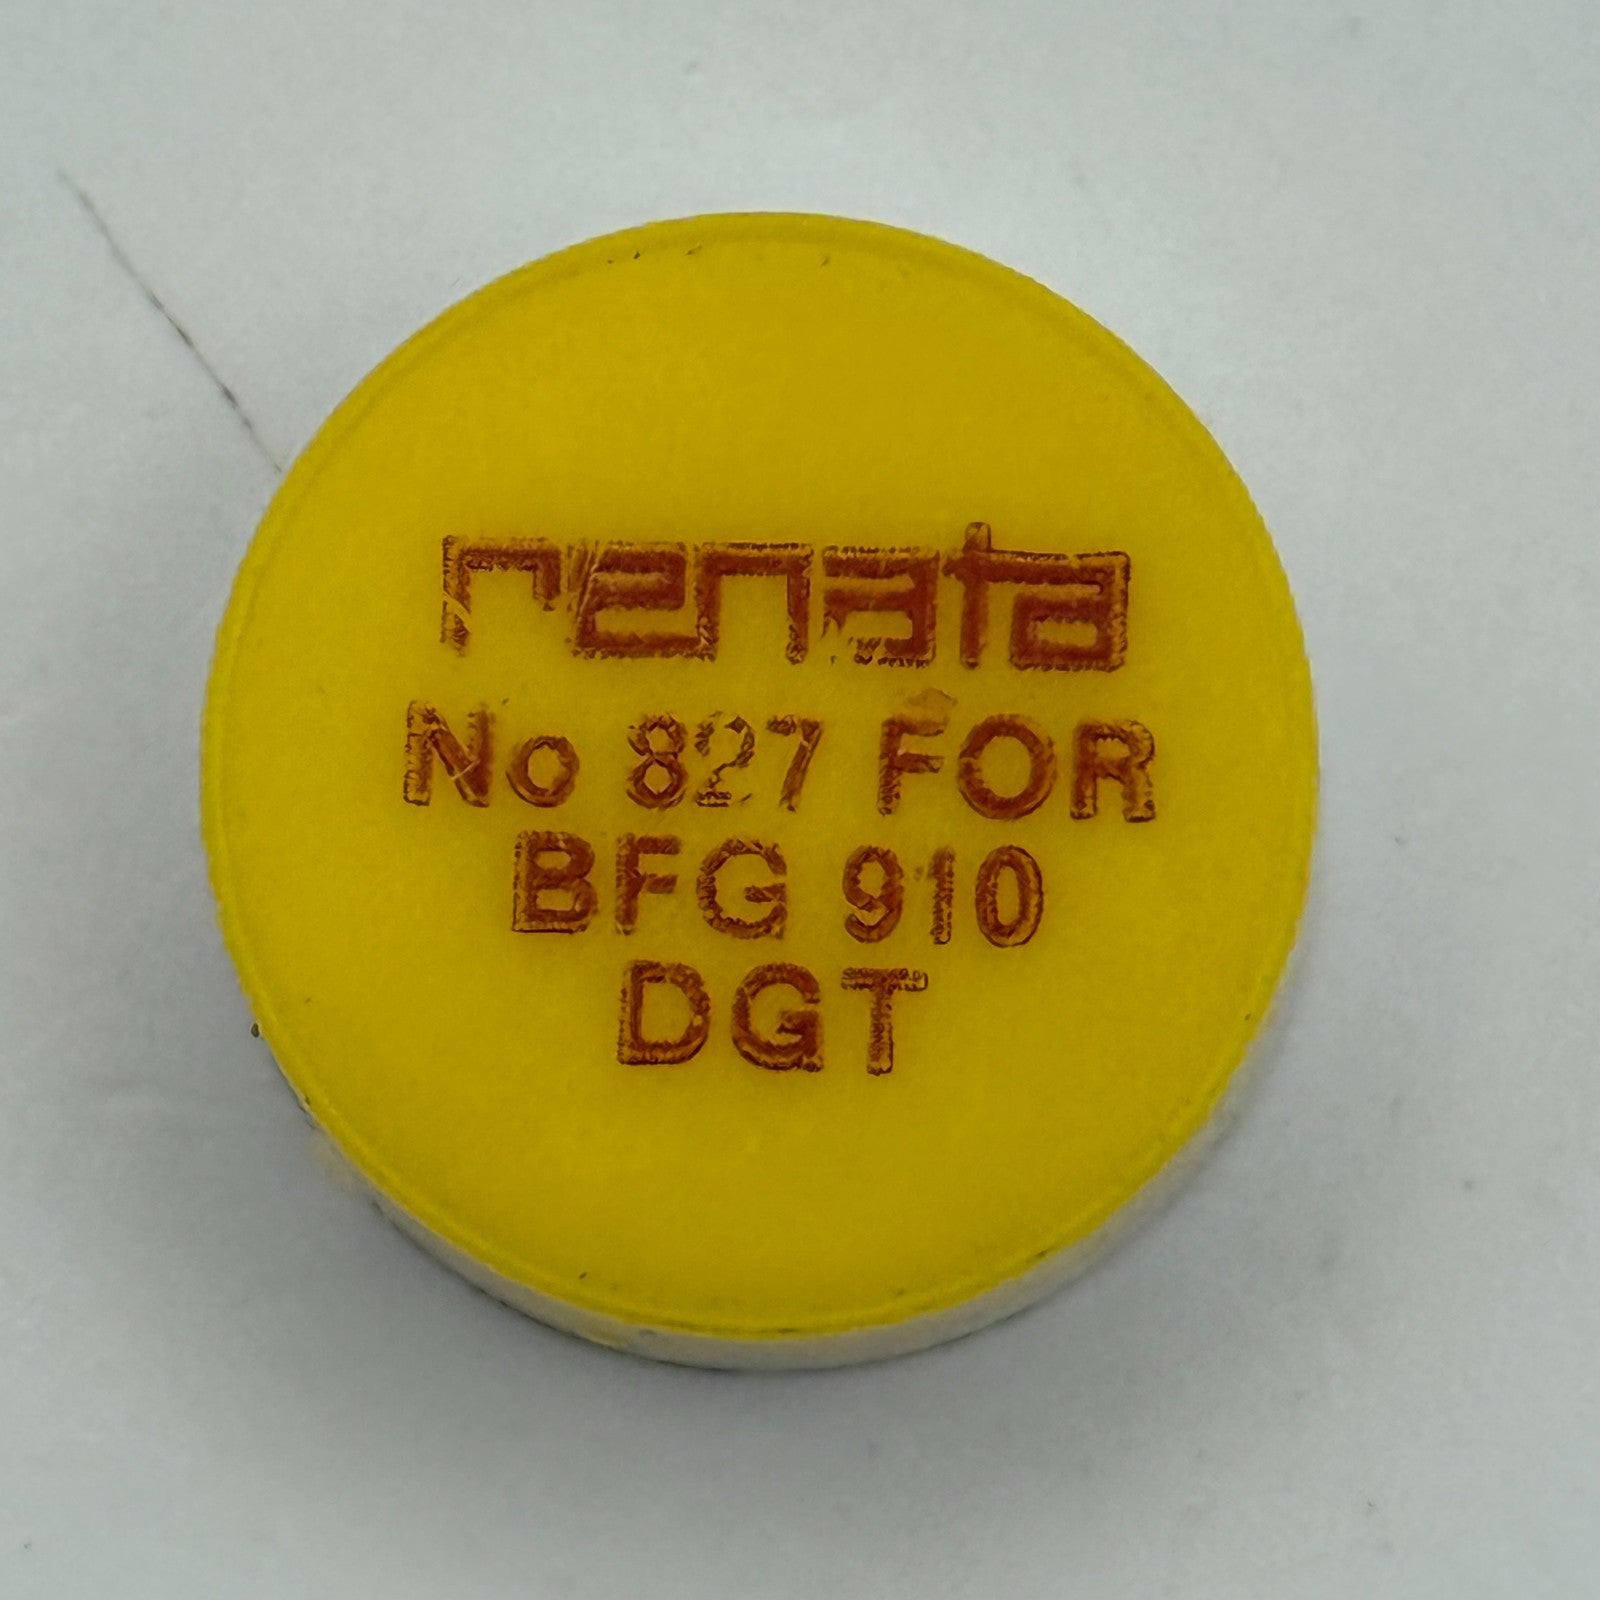 renata
No 827 FOR
BFG 910
DGT